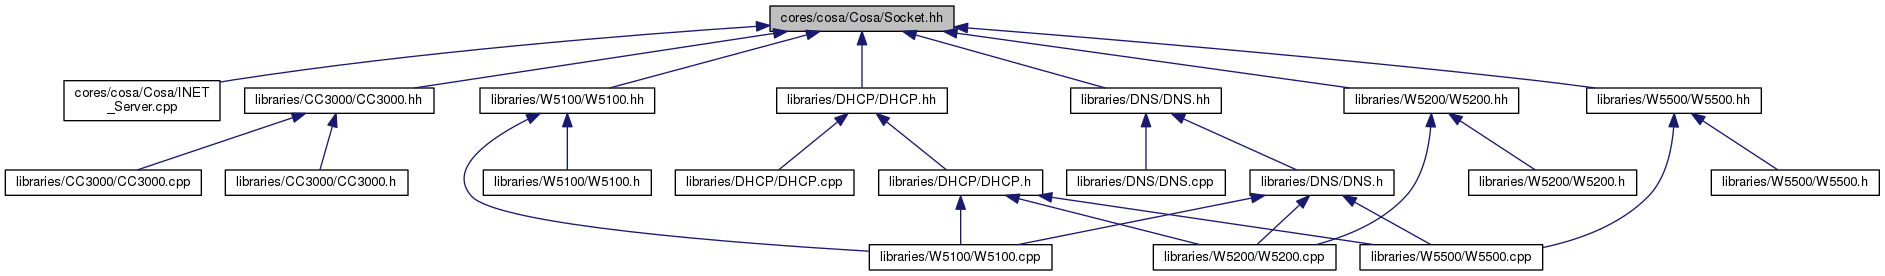 cores/cosa/Cosa/Socket.hh
cores/cosa/Cosa/INET
_Server.cpp
libraries/CC3000/CC3000.hh
libraries/W5100/W5100.hh
libraries/DHCP/DHCP.hh
libraries/DNS/DNS.hh
libraries/W5200/W5200.hh
libraries/W5500/W5500.hh
libraries/CC3000/CC3000.cpp
libraries/CC3000/CC3000.h
libraries/W5100/W5100.h
libraries/DHCP/DHCP.cpp
libraries/DHCP/DHCP.h
libraries/DNS/DNS.cpp
libraries/DNS/DNS.h
libraries/W5200/W5200.h
libraries/W5500/W5500.h
libraries/W5100/W5100.cpp
libraries/W5200/W5200.cpp
libraries/W5500/W5500.cpp